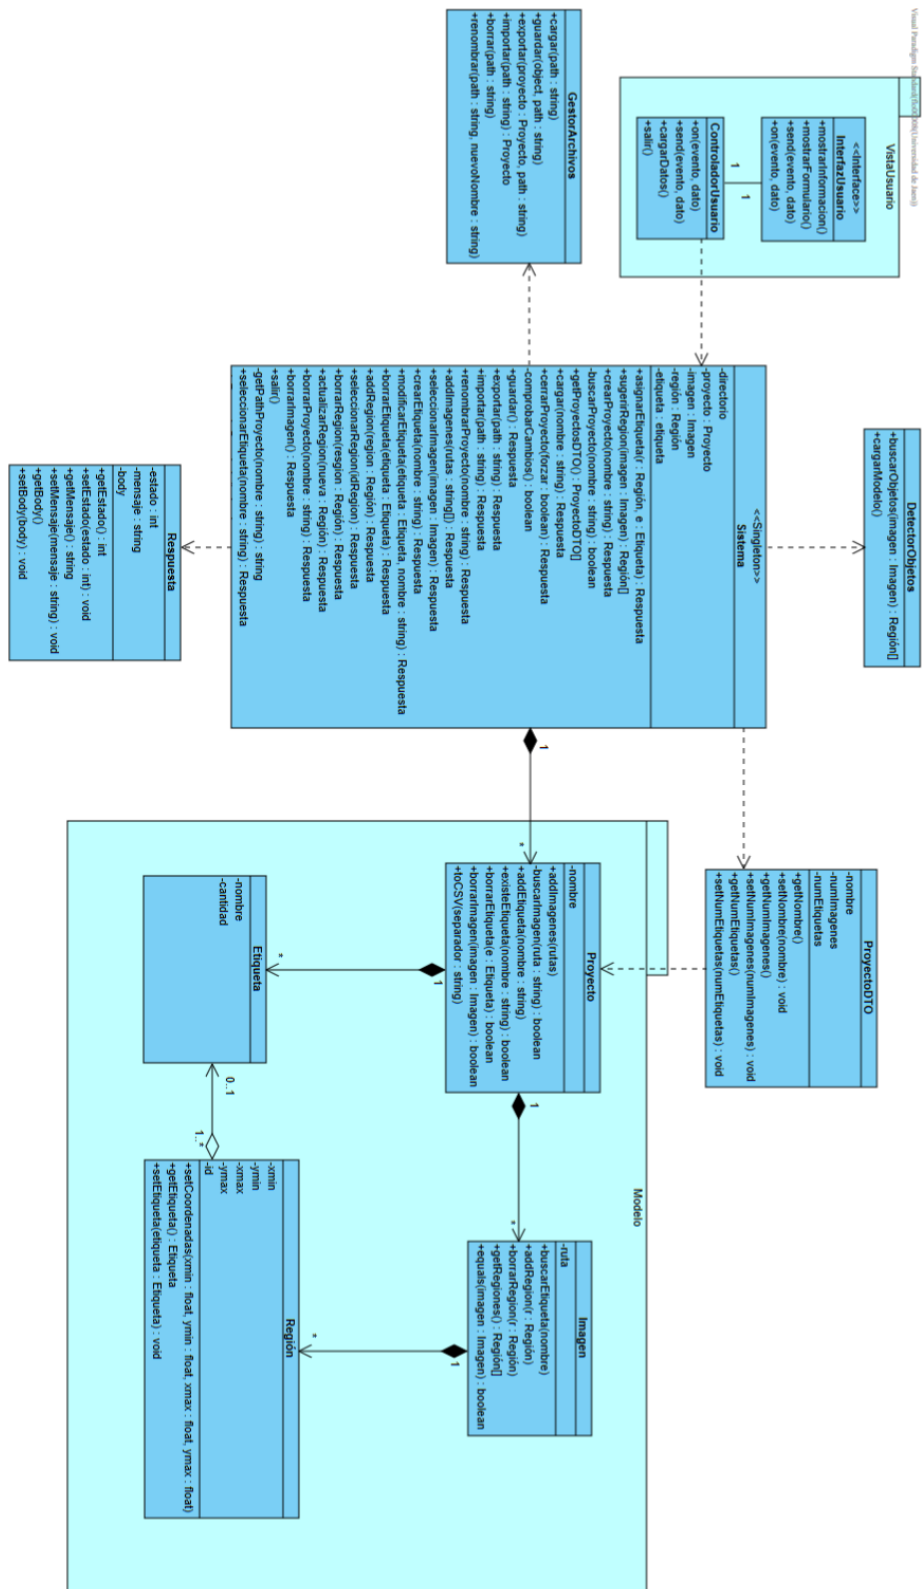 Visual Paradigm Standard(
(Universidad de Jaen))
VistaUsuario
<<Interface>>
InterfazUsuario
+mostrarInformacion()
+mostrarFormulario()
+send(evento, dato)
+on(evento, dato)
1
1
ControladorUsuario
+on(evento, dato)
+send(evento, dato)
+cargarDatos()
+salir()
GestorArchivos
+cargar(path : string)
+guardar(object, path : string)
+exportar(proyecto : Proyecto, path : string)
+importar(path : string) : Proyecto
+borrar(path : string)
+renombrar(path : string, nuevoNombre : string)
DetectorObjetos
+buscarObjetos(imagen : Imagen) : Región[]
+cargarModelo()
<<Singleton>>
Sistema
-directorio
-proyecto : Proyecto
-imagen : Imagen
-región : Región
-etiqueta : etiqueta
+asignarEtiqueta(r : Región, e : Etiqueta) : Respuesta
+sugerirRegion(imagen : Imagen) : Región[]
+crearProyecto(nombre : string) : Respuesta
-buscarProyecto(nombre : string) : boolean
+getProyectosDTO() : ProyectoDTO[]
+cargar(nombre : string) : Respuesta
+cerrarProyecto(forzar : boolean) : Respuesta
-comprobarCambios() : boolean
+guardar() : Respuesta
+exportar(path : string) : Respuesta
+importar(path : string) : Respuesta
+renombrarProyecto(nombre : string) : Respuesta
+addImagenes(rutas : string[]) : Respuesta
+seleccionarImagen(imagen : Imagen) : Respuesta
+crearEtiqueta(nombre : string) : Respuesta
+modificarEtiqueta(etiqueta : Etiqueta, nombre : string) : Respuesta
+borrarEtiqueta(etiqueta : Etiqueta) : Respuesta
+addRegion(region : Región) : Respuesta
+seleccionarRegion(idRegion) : Respuesta
+borrarRegion(resgion : Región) : Respuesta
+actualizarRegion(nueva : Región) : Respuesta
+borrarProyecto(nombre : string) : Respuesta
+borrarImagen() : Respuesta
+salir()
-getPathProyecto(nombre : string) : string
+seleccionarEtiqueta(nombre : string) : Respuesta
Respuesta
-estado : int
-mensaje : string
-body
+getEstado() : int
+setEstado(estado : int) : void
+getMensaje() : string
+setMensaje(mensaje : string) : void
+getBody()
+setBody(body) : void
1
*
ProyectoDTO
-nombre
-numImagenes
-numEtiquetas
+getNombre()
+setNombre(nombre) : void
+getNumImagenes()
+setNumImagenes(numImagenes) : void
+getNumEtiquetas()
+setNumEtiquetas(numEtiquetas) : void
Modelo
Proyecto
-nombre
+addImagenes(rutas)
-buscarImagen(ruta : string) : boolean
+addEtiqueta(nombre : string)
+existeEtiqueta(nombre : string) : boolean
+borrarEtiqueta(e : Etiqueta) : boolean
+borrarImagen(imagen : Imagen) : boolean
+toCSV(separador : string)
1
*
1
*
Imagen
-ruta
+buscarEtiqueta(nombre)
+addRegion(r : Región)
+borrarRegion(r : Región)
+getRegiones() : Región[]
+equals(imagen : Imagen) : boolean
1
*
Etiqueta
-nombre
-cantidad
0..1
1..*
Región
-xmin
-ymin
-xmax
-ymax
-id
+setCoordenadas(xmin : float, ymin : float, xmax : float, ymax : float)
+getEtiqueta() : Etiqueta
+setEtiqueta(etiqueta : Etiqueta) : void